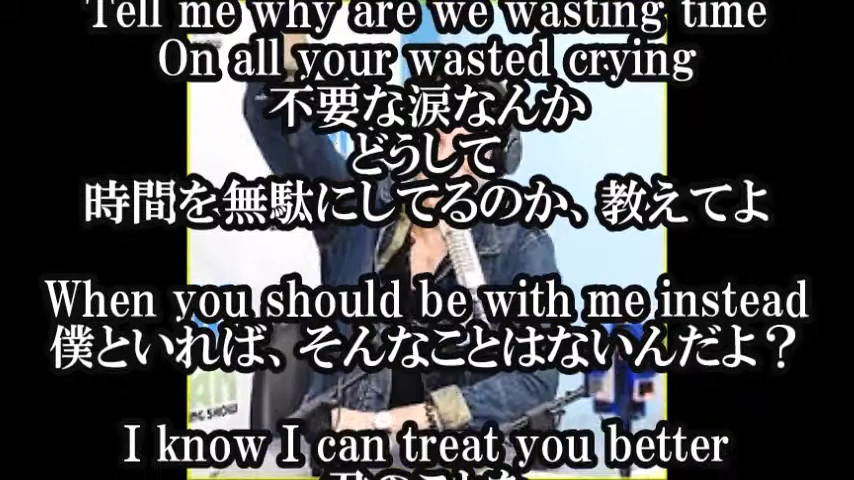 Tell me why are we wasting time
On all your wasted crying
不要な涙なんか
どうして
時間を無駄にしてるのか、教えてよ
When you should be with me instead
僕といれば、そんなことはないんだよ？
NG SHOW
I know I can treat you better